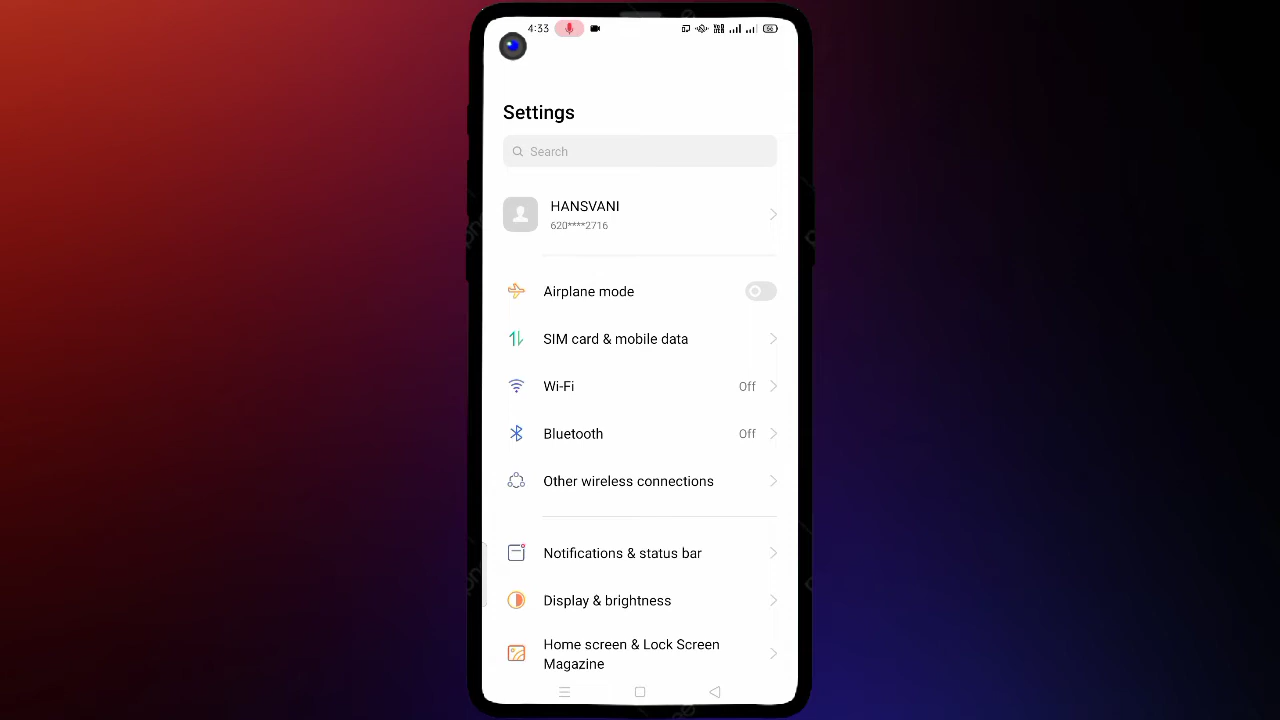 4:33
56
Settings
Search
HANSVANI
620****2716
Airplane mode
SIM card & mobile data
Wi-Fi
Off
Bluetooth
Off
Other wireless connections
Notifications & status bar
Display & brightness
Home screen & Lock Screen
Magazine